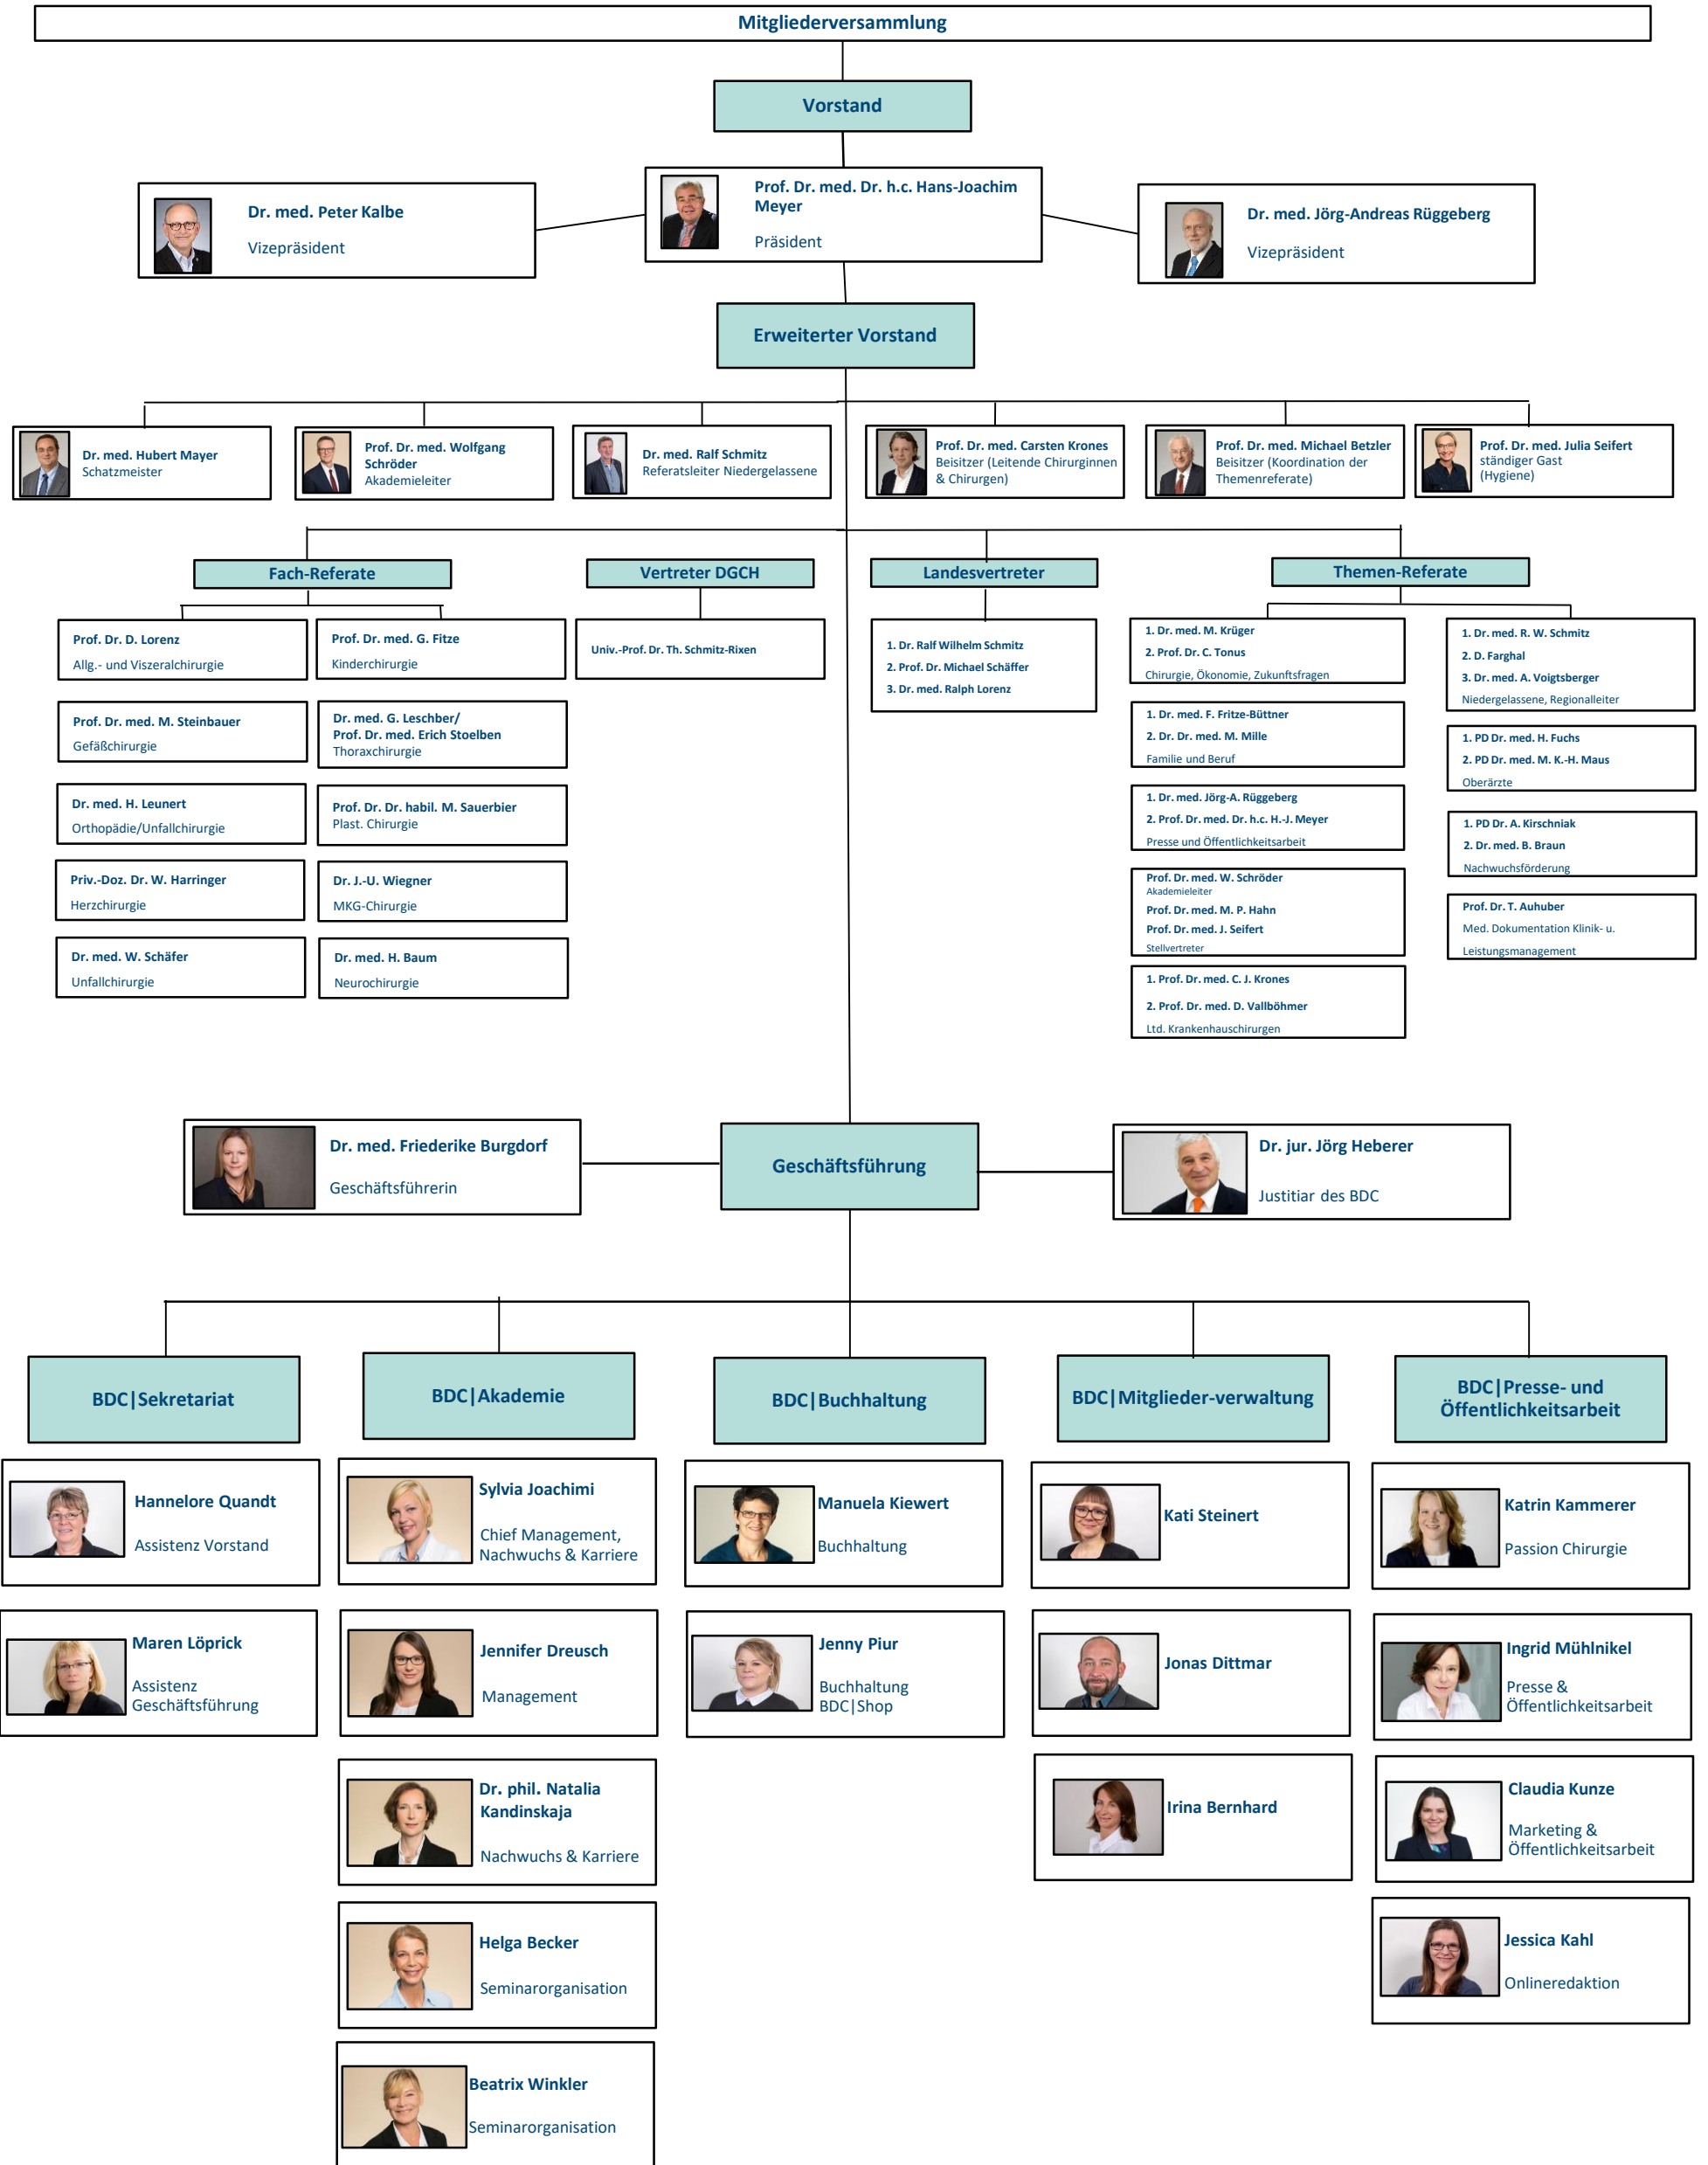 Mitgliederversammlung
Vorstand
Dr. med. Peter Kalbe
Vizepräsident
Prof. Dr. med. Dr. h.c. Hans-Joachim
Meyer
Präsident
Dr. med. Jörg-Andreas Rüggeberg
Vizepräsident
Erweiterter Vorstand
Dr. med. Hubert Mayer
Schatzmeister
Prof. Dr. med. Wolfgang
Schröder
Akademieleiter
Dr. med. Ralf Schmitz
Referatsleiter Niedergelassene
Prof. Dr. med. Carsten Krones
Beisitzer (Leitende Chirurginnen
& Chirurgen)
Prof. Dr. med. Michael Betzler
Beisitzer (Koordination der
Themenreferate)
Prof. Dr. med. Julia Seifert
ständiger Gast
(Hygiene)
Fach-Referate
Prof. Dr. D. Lorenz
Allg.- und Viszeralchirurgie
Prof. Dr. med. G. Fitze
Kinderchirurgie
Prof. Dr. med. M. Steinbauer
Gefäßchirurgie
Dr. med. G. Leschber/
Prof. Dr. med. Erich Stoelben
Thoraxchirurgie
Dr. med. H. Leunert
Orthopädie/Unfallchirurgie
Prof. Dr. Dr. habil. M. Sauerbier
Plast. Chirurgie
Priv.-Doz. Dr. W. Harringer
Herzchirurgie
Dr. J.-U. Wiegner
MKG-Chirurgie
Dr. med. W. Schäfer
Unfallchirurgie
Dr. med. H. Baum
Neurochirurgie
Vertreter DGCH
Univ.-Prof. Dr. Th. Schmitz-Rixen
Landesvertreter
1. Dr. Ralf Wilhelm Schmitz
2. Prof. Dr. Michael Schäffer
3. Dr. med. Ralph Lorenz
Themen-Referate
1. Dr. med. M. Krüger
2. Prof. Dr. C. Tonus
Chirurgie, Ökonomie, Zukunftsfragen
1. Dr. med. F. Fritze-Büttner
2. Dr. Dr. med. M. Mille
Familie und Beruf
1. Dr. med. Jörg-A. Rüggeberg
2. Prof. Dr. med. Dr. h.c. H.-J. Meyer
Presse und Öffentlichkeitsarbeit
Prof. Dr. med. W. Schröder
Akademieleiter
Prof. Dr. med. M. P. Hahn
Prof. Dr. med. J. Seifert
Stellvertreter
1. Prof. Dr. med. C. J. Krones
2. Prof. Dr. med. D. Vallböhmer
Ltd. Krankenhauschirurgen
1. Dr. med. R. W. Schmitz
2. D. Farghal
3. Dr. med. A. Voigtsberger
Niedergelassene, Regionalleiter
1. PD Dr. med. H. Fuchs
2. PD Dr. med. M. K.-H. Maus
Oberärzte
1. PD Dr. A. Kirschniak
2. Dr. med. B. Braun
Nachwuchsförderung
Prof. Dr. T. Auhuber
Med. Dokumentation Klinik- u.
Leistungsmanagement
Dr. med. Friederike Burgdorf
Geschäftsführerin
Geschäftsführung
Dr. jur. Jörg Heberer
Justitiar des BDC
BDC|Sekretariat
Hannelore Quandt
Assistenz Vorstand
Maren Löprick
Assistenz
Geschäftsführung
BDC|Akademie
Sylvia Joachimi
Chief Management,
Nachwuchs & Karriere
Jennifer Dreusch
Management
Dr. phil. Natalia
Kandinskaja
Nachwuchs & Karriere
Helga Becker
Seminarorganisation
Beatrix Winkler
Seminarorganisation
BDC|Buchhaltung
Manuela Kiewert
Buchhaltung
Jenny Piur
Buchhaltung
BDC|Shop
BDC|Mitglieder-verwaltung
Kati Steinert
Jonas Dittmar
Irina Bernhard
BDC|Presse- und
Öffentlichkeitsarbeit
Katrin Kammerer
Passion Chirurgie
Ingrid Mühlnikel
Presse &
Öffentlichkeitsarbeit
Claudia Kunze
Marketing &
Öffentlichkeitsarbeit
Jessica Kahl
Onlineredaktion